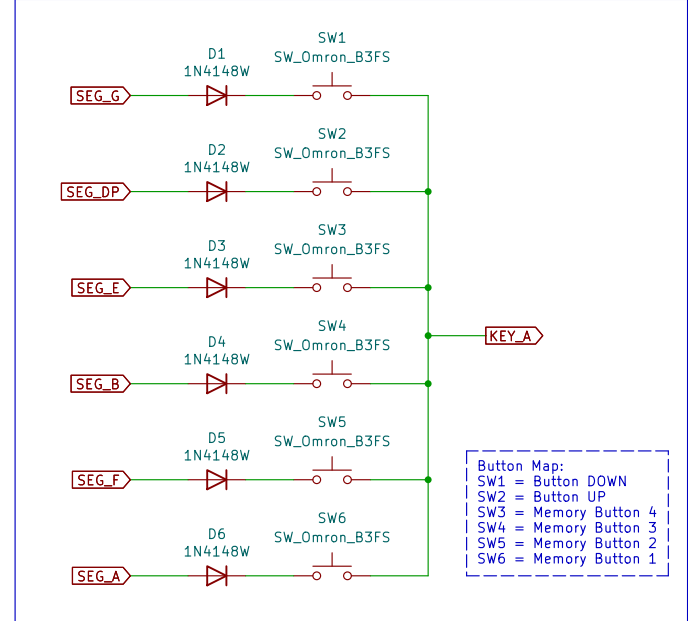 SW1
D1
SW_Omron_B3FS
1N4148W
SEG_G
SW2
D2
SW_Omron_B3FS
1N4148W
SEG_DP
SW3
D3
SW_Omron_B3FS
1N4148W
SEG_E
SW4
KEY_A
D4
SW_Omron_B3FS
1N4148W
SEG_B
SW5
D5
SW_Omron_B3FS
1N4148W
SEG_F
SW6
D6
SW_Omron_B3FS
1N4148W
SEG_A
Button Map:
SW1 = Button DOWN
SW2 = Button UP
SW3 = Memory Button 4
SW4 = Memory Button 3
SW5 = Memory Button 2
SW6 = Memory Button 1